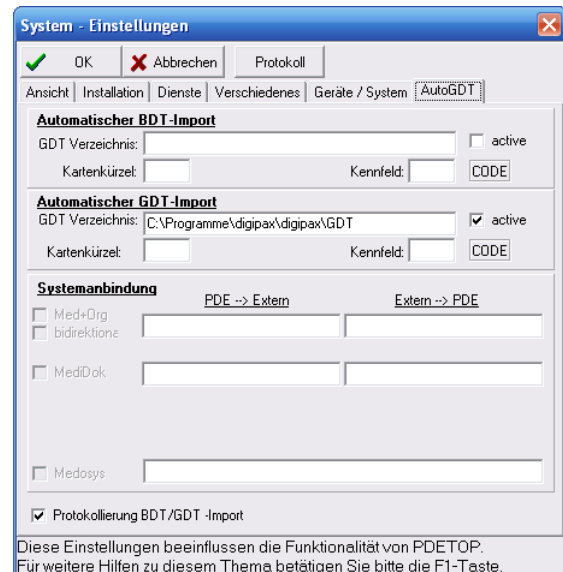 System - Einstellungen
OK Abbrechen Protokoll
Ansicht Installation Dienste Verschiedenes Geräte / System AutoGDT
Automatischer BDT-Import
GDT Verzeichnis: active
Kartenkürzel: Kennfeld: CODE
Automatischer GDT-Import
GDT Verzeichnis: C:\Programme\digipax\digipax\GDT active
Kartenkürzel: Kennfeld: CODE
Systemanbindung
PDE --> Extern Extern --> PDE
Med+Org
bidirektiona
MediDok
Medosys
Protokollierung BDT/GDT -Import
Diese Einstellungen beeinflussen die Funktionalität von PDETOP.
Für weitere Hilfen zu diesem Thema betätigen Sie bitte die F1-Taste.